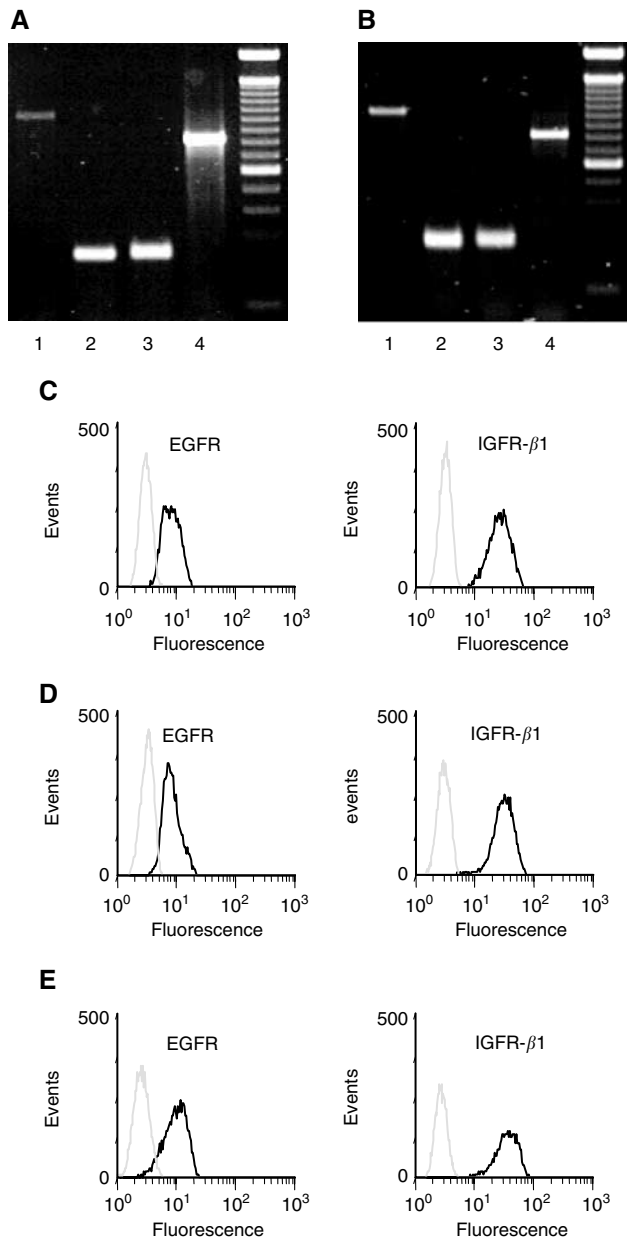 A
B
1 2 3 4
1 2 3 4
C
500
EGFR
Events
0
10⁰ 10¹ 10² 10³
Fluorescence
500
IGFR-β1
Events
0
10⁰ 10¹ 10² 10³
Fluorescence
D
500
EGFR
Events
0
10⁰ 10¹ 10² 10³
Fluorescence
500
IGFR-β1
events
0
10⁰ 10¹ 10² 10³
Fluorescence
E
500
EGFR
Events
0
10⁰ 10¹ 10² 10³
Fluorescence
500
IGFR-β1
Events
0
10⁰ 10¹ 10² 10³
Fluorescence